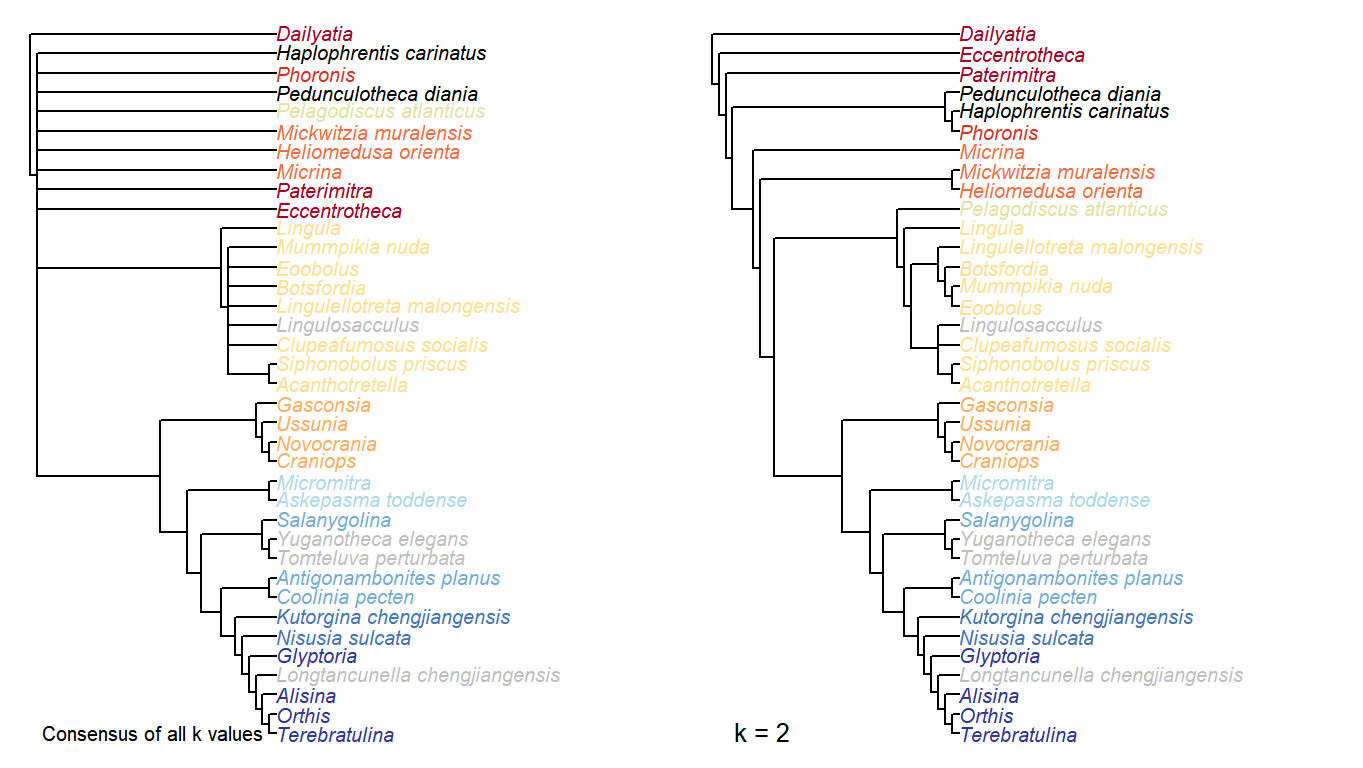 Dailyatia
Haplophrentis carinatus
Phoronis
Pedunculotheca diania
Pelagodiscus atlanticus
Mickwitzia muralensis
Heliomedusa orienta
Micrina
Paterimitra
Eccentrotheca
Lingula
Mummpikia nuda
Eoobolus
Botsfordia
Lingulellotreta malongensis
Lingulosacculus
Clupeafumosus socialis
Siphonobolus priscus
Acanthotretella
Gasconsia
Ussunia
Novocrania
Craniops
Micromitra
Askepasma toddense
Salanygolina
Yuganotheca elegans
Tomteluva perturbata
Antigonambonites planus
Coolinia pecten
Kutorgina chengjiangensis
Nisusia sulcata
Glyptoria
Longtancunella chengjiangensis
Alisina
Orthis
Terebratulina
Consensus of all k values
Dailyatia
Eccentrotheca
Paterimitra
Pedunculotheca diania
Haplophrentis carinatus
Phoronis
Micrina
Mickwitzia muralensis
Heliomedusa orienta
Pelagodiscus atlanticus
Lingula
Lingulellotreta malongensis
Botsfordia
Mummpikia nuda
Eoobolus
Lingulosacculus
Clupeafumosus socialis
Siphonobolus priscus
Acanthotretella
Gasconsia
Ussunia
Novocrania
Craniops
Micromitra
Askepasma toddense
Salanygolina
Yuganotheca elegans
Tomteluva perturbata
Antigonambonites planus
Coolinia pecten
Kutorgina chengjiangensis
Nisusia sulcata
Glyptoria
Longtancunella chengjiangensis
Alisina
Orthis
Terebratulina
k = 2